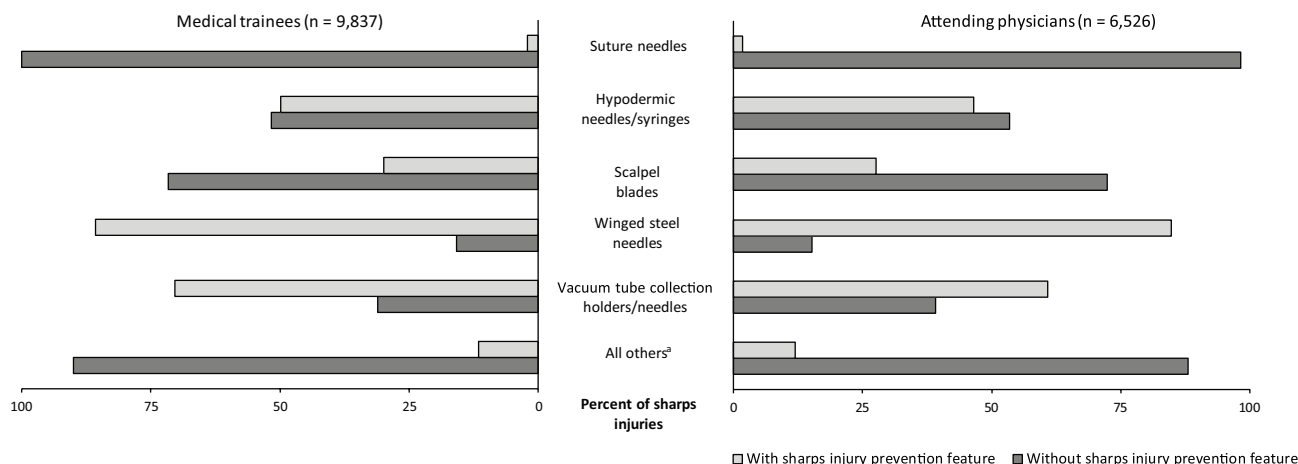 Medical trainees (n = 9,837)
Attending physicians (n = 6,526)
Suture needles
Hypodermic
needles/syringes
Scalpel
blades
Winged steel
needles
Vacuum tube collection
holders/needles
All othersᵃ
100 75 50 25 0
Percent of sharps
injuries
0 25 50 75 100
With sharps injury prevention feature
Without sharps injury prevention feature